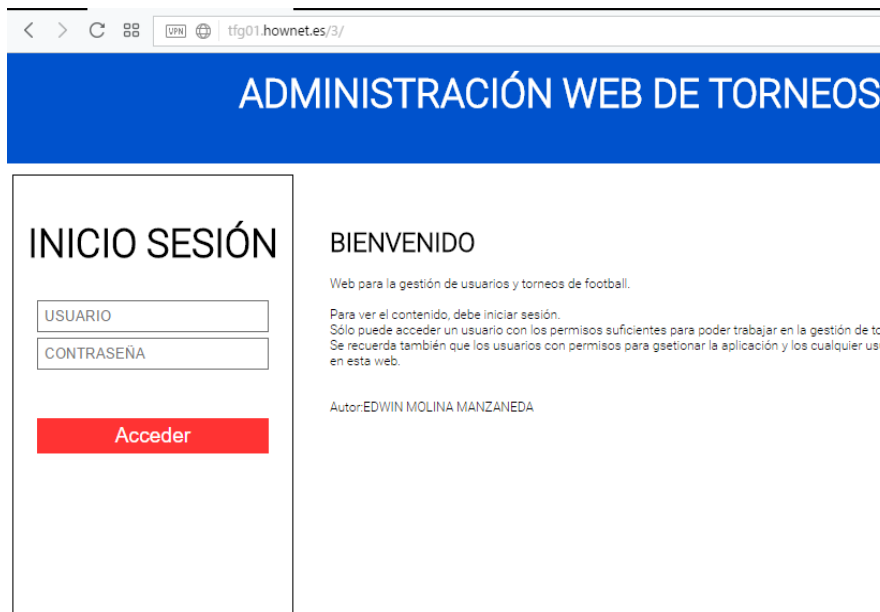 VPN tfg01.hownet.es/3/
ADMINISTRACIÓN WEB DE TORNEOS
INICIO SESIÓN
USUARIO
CONTRASEÑA
Acceder
BIENVENIDO
Web para la gestión de usuarios y torneos de football.
Para ver el contenido, debe iniciar sesión.
Sólo puede acceder un usuario con los permisos suficientes para poder trabajar en la gestión de to
Se recuerda también que los usuarios con permisos para gsetionar la aplicación y los cualquier us
en esta web.
Autor:EDWIN MOLINA MANZANEDA